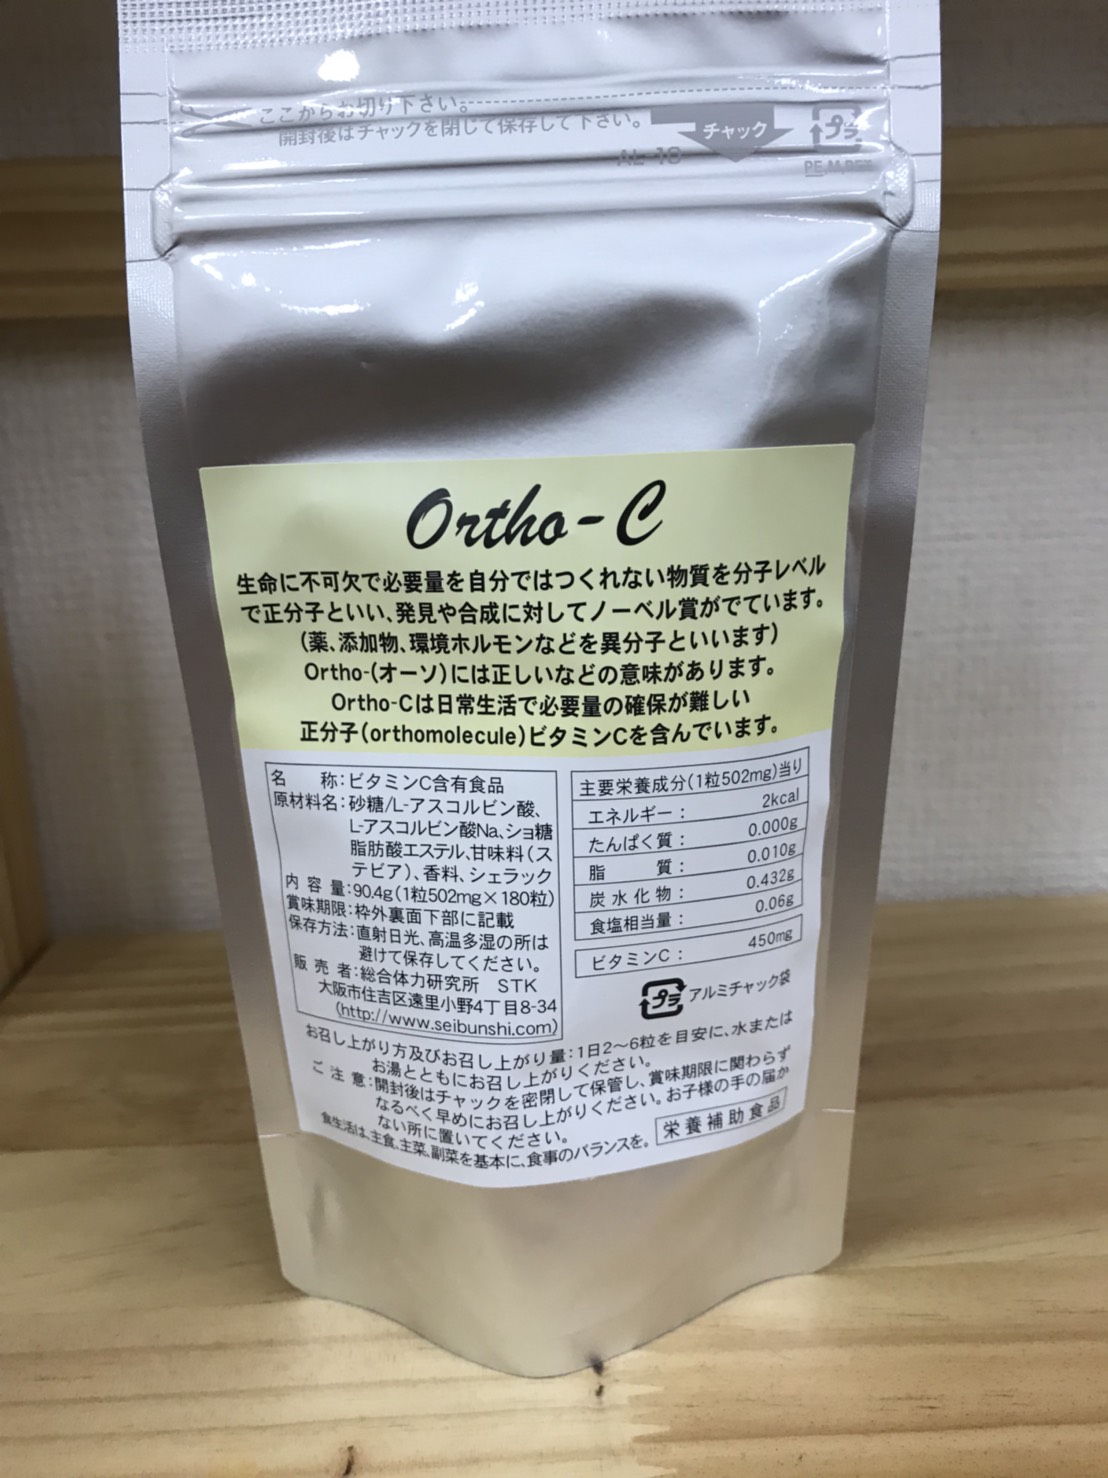 ここからお切り下さい。
開封後はチャックを閉じて保存して下さい。
チャック
プラ
AL-18
PE,M,PET
Ortho-C
生命に不可欠で必要量を自分ではつくれない物質を分子レベル
で正分子といい、発見や合成に対してノーベル賞がでています。
(薬、添加物、環境ホルモンなどを異分子といいます)
Ortho-(オーソ)には正しいなどの意味があります。
Ortho-Cは日常生活で必要量の確保が難しい
正分子(orthomolecule)ビタミンCを含んでいます。
名 称:ビタミンC含有食品
原材料名:砂糖/L-アスコルビン酸、
L-アスコルビン酸Na、ショ糖
脂肪酸エステル、甘味料(ス
テビア)、香料、シェラック
内容量:90.4g(1粒502mg×180粒)
賞味期限:枠外裏面下部に記載
保存方法:直射日光、高温多湿の所は
避けて保存してください。
販売者:総合体力研究所 STK
大阪市住吉区遠里小野4丁目8-34
(http://www.seibunshi.com)
主要栄養成分(1粒502mg)当り
エネルギー: 2kcal
たんぱく質: 0.000g
脂 質: 0.010g
炭水化物: 0.432g
食塩相当量: 0.06g
ビタミンC: 450mg
プラ アルミチャック袋
お召し上がり方及びお召し上がり量:1日2〜6粒を目安に、水または
お湯とともにお召し上がりください。
ご注意:開封後はチャックを密閉して保管し、賞味期限に関わらず
なるべく早めにお召し上がりください。お子様の手の届か
ない所に置いてください。
食生活は、主食、主菜、副菜を基本に、食事のバランスを。
栄養補助食品